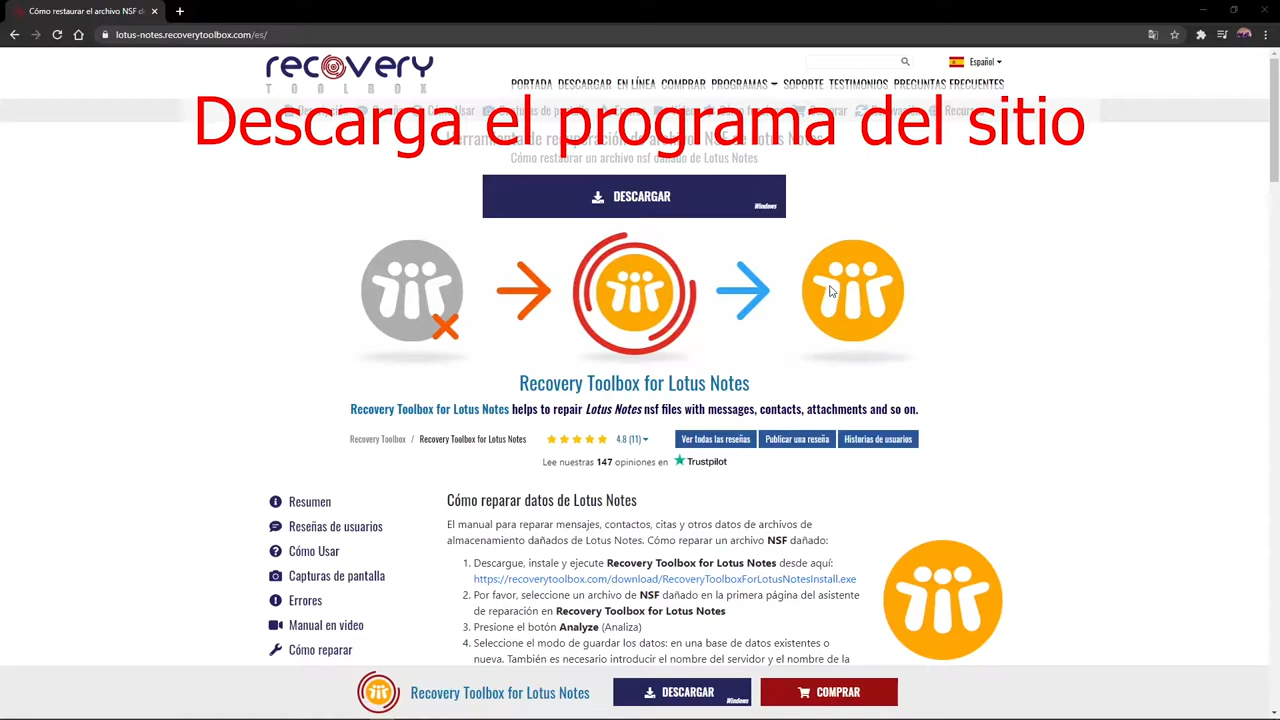 Cómo restaurar el archivo nsf de
lotus-notes.recoverytoolbox.com/es/
recovery
TOOLBOX
Español
PORTADA DESCARGAR EN LÍNEA COMPRAR PROGRAMAS SOPORTE TESTIMONIOS PREGUNTAS FRECUENTES
Descarga el programa del sitio
Cómo restaurar un archivo nsf dañado de Lotus Notes
DESCARGAR
Windows
Recovery Toolbox for Lotus Notes
Recovery Toolbox for Lotus Notes helps to repair Lotus Notes nsf files with messages, contacts, attachments and so on.
Recovery Toolbox / Recovery Toolbox for Lotus Notes 4.8 (11) Ver todas las reseñas Publicar una reseña Historias de usuarios
Lee nuestras 147 opiniones en Trustpilot
Resumen
Reseñas de usuarios
Cómo Usar
Capturas de pantalla
Errores
Manual en video
Cómo reparar
Cómo reparar datos de Lotus Notes
El manual para reparar mensajes, contactos, citas y otros datos de archivos de
almacenamiento dañados de Lotus Notes. Cómo reparar un archivo NSF dañado:
1. Descargue, instale y ejecute Recovery Toolbox for Lotus Notes desde aquí:
https://recoverytoolbox.com/download/RecoveryToolboxForLotusNotesInstall.exe
2. Por favor, seleccione un archivo de NSF dañado en la primera página del asistente
de reparación en Recovery Toolbox for Lotus Notes
3. Presione el botón Analyze (Analiza)
4. Seleccione el modo de guardar los datos: en una base de datos existentes o
nueva. También es necesario introducir el nombre del servidor y el nombre de la
Recovery Toolbox for Lotus Notes
DESCARGAR
Windows
COMPRAR